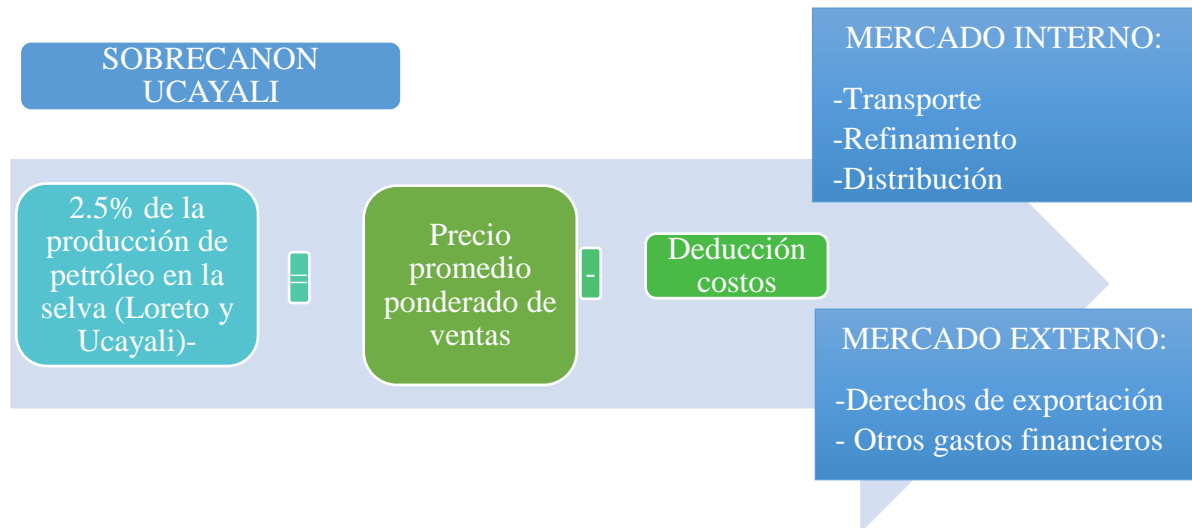 SOBRECANON
UCAYALI
2.5% de la
producción de
petróleo en la
selva (Loreto y
Ucayali)-
=
Precio
promedio
ponderado de
ventas
-
Deducción
costos
MERCADO INTERNO:
-Transporte
-Refinamiento
-Distribución
MERCADO EXTERNO:
-Derechos de exportación
- Otros gastos financieros